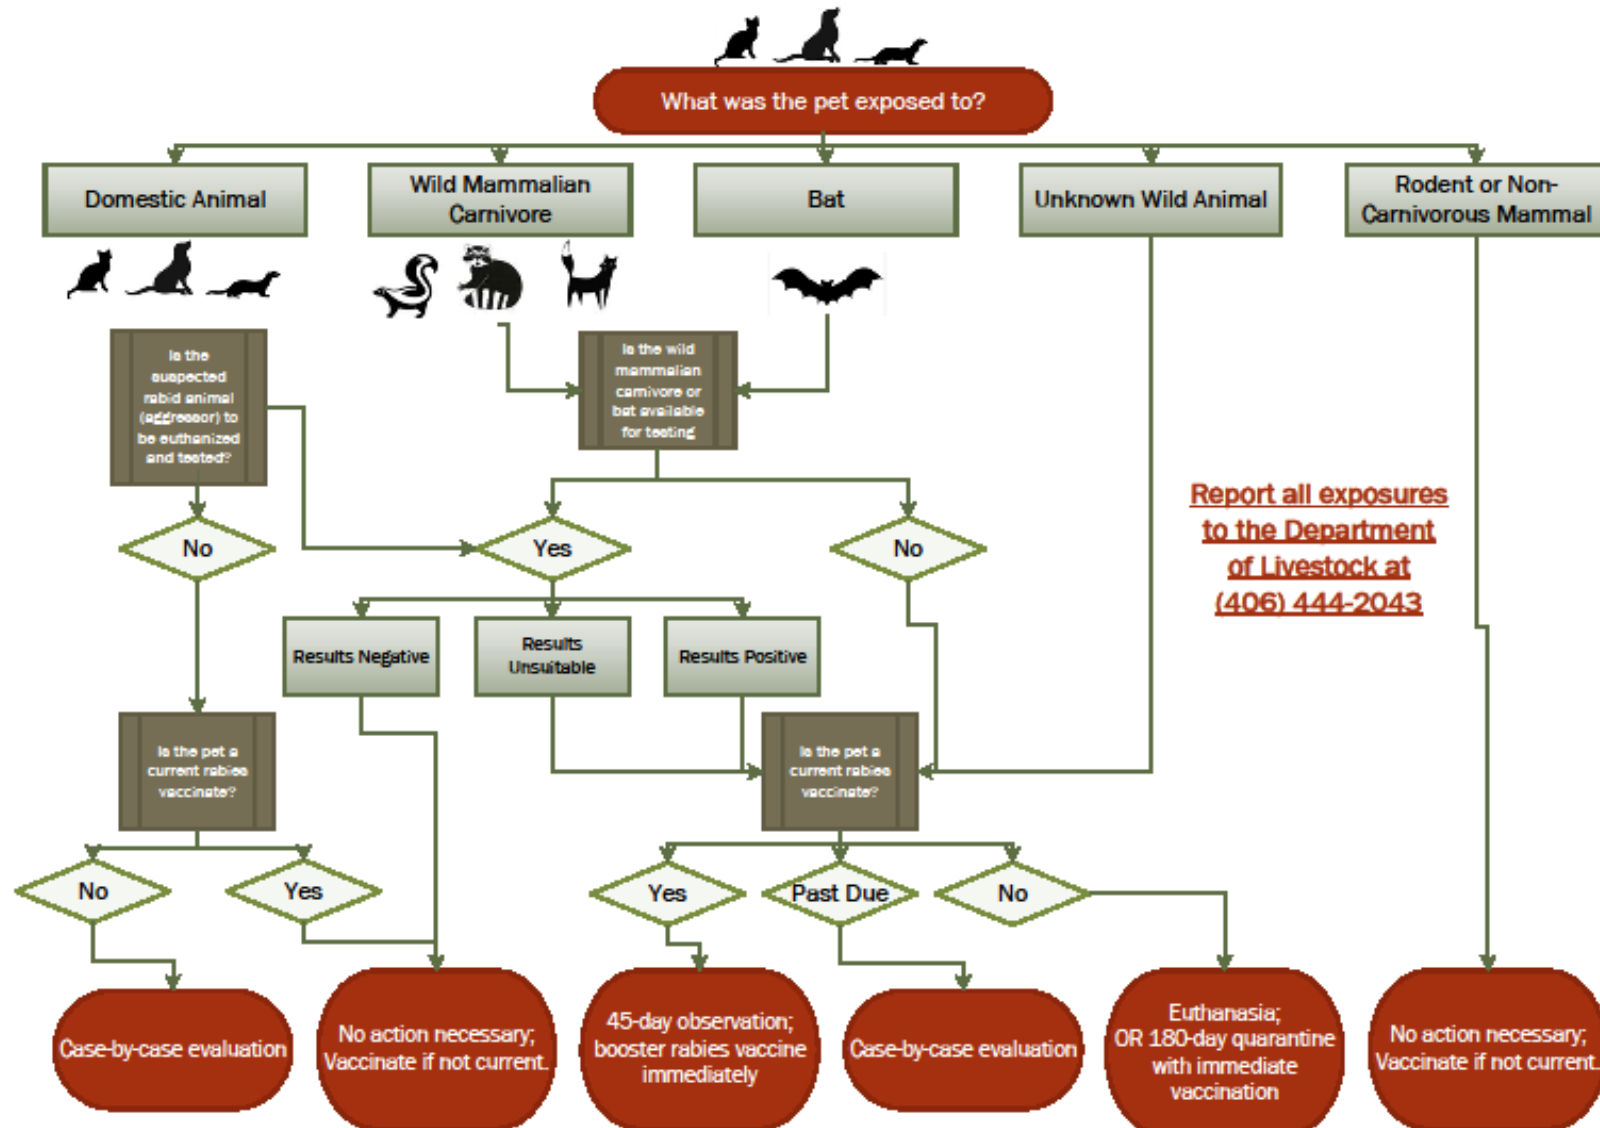 What was the pet exposed to?
Domestic Animal
Wild Mammalian
Carnivore
Bat
Unknown Wild Animal
Rodent or Non-
Carnivorous Mammal
Is the
suspected
rabid animal
(aggressor) to
be euthanized
and tested?
Is the wild
mammalian
carnivore or
bat available
for testing
Report all exposures
to the Department
of Livestock at
(406) 444-2043
No
Yes
No
Results Negative
Results
Unsuitable
Results Positive
Is the pet a
current rabies
vaccinate?
Is the pet a
current rabies
vaccinate?
No
Yes
Yes
Past Due
No
Case-by-case evaluation
No action necessary;
Vaccinate if not current.
45-day observation;
booster rabies vaccine
immediately
Case-by-case evaluation
Euthanasia;
OR 180-day quarantine
with immediate
vaccination
No action necessary;
Vaccinate if not current.